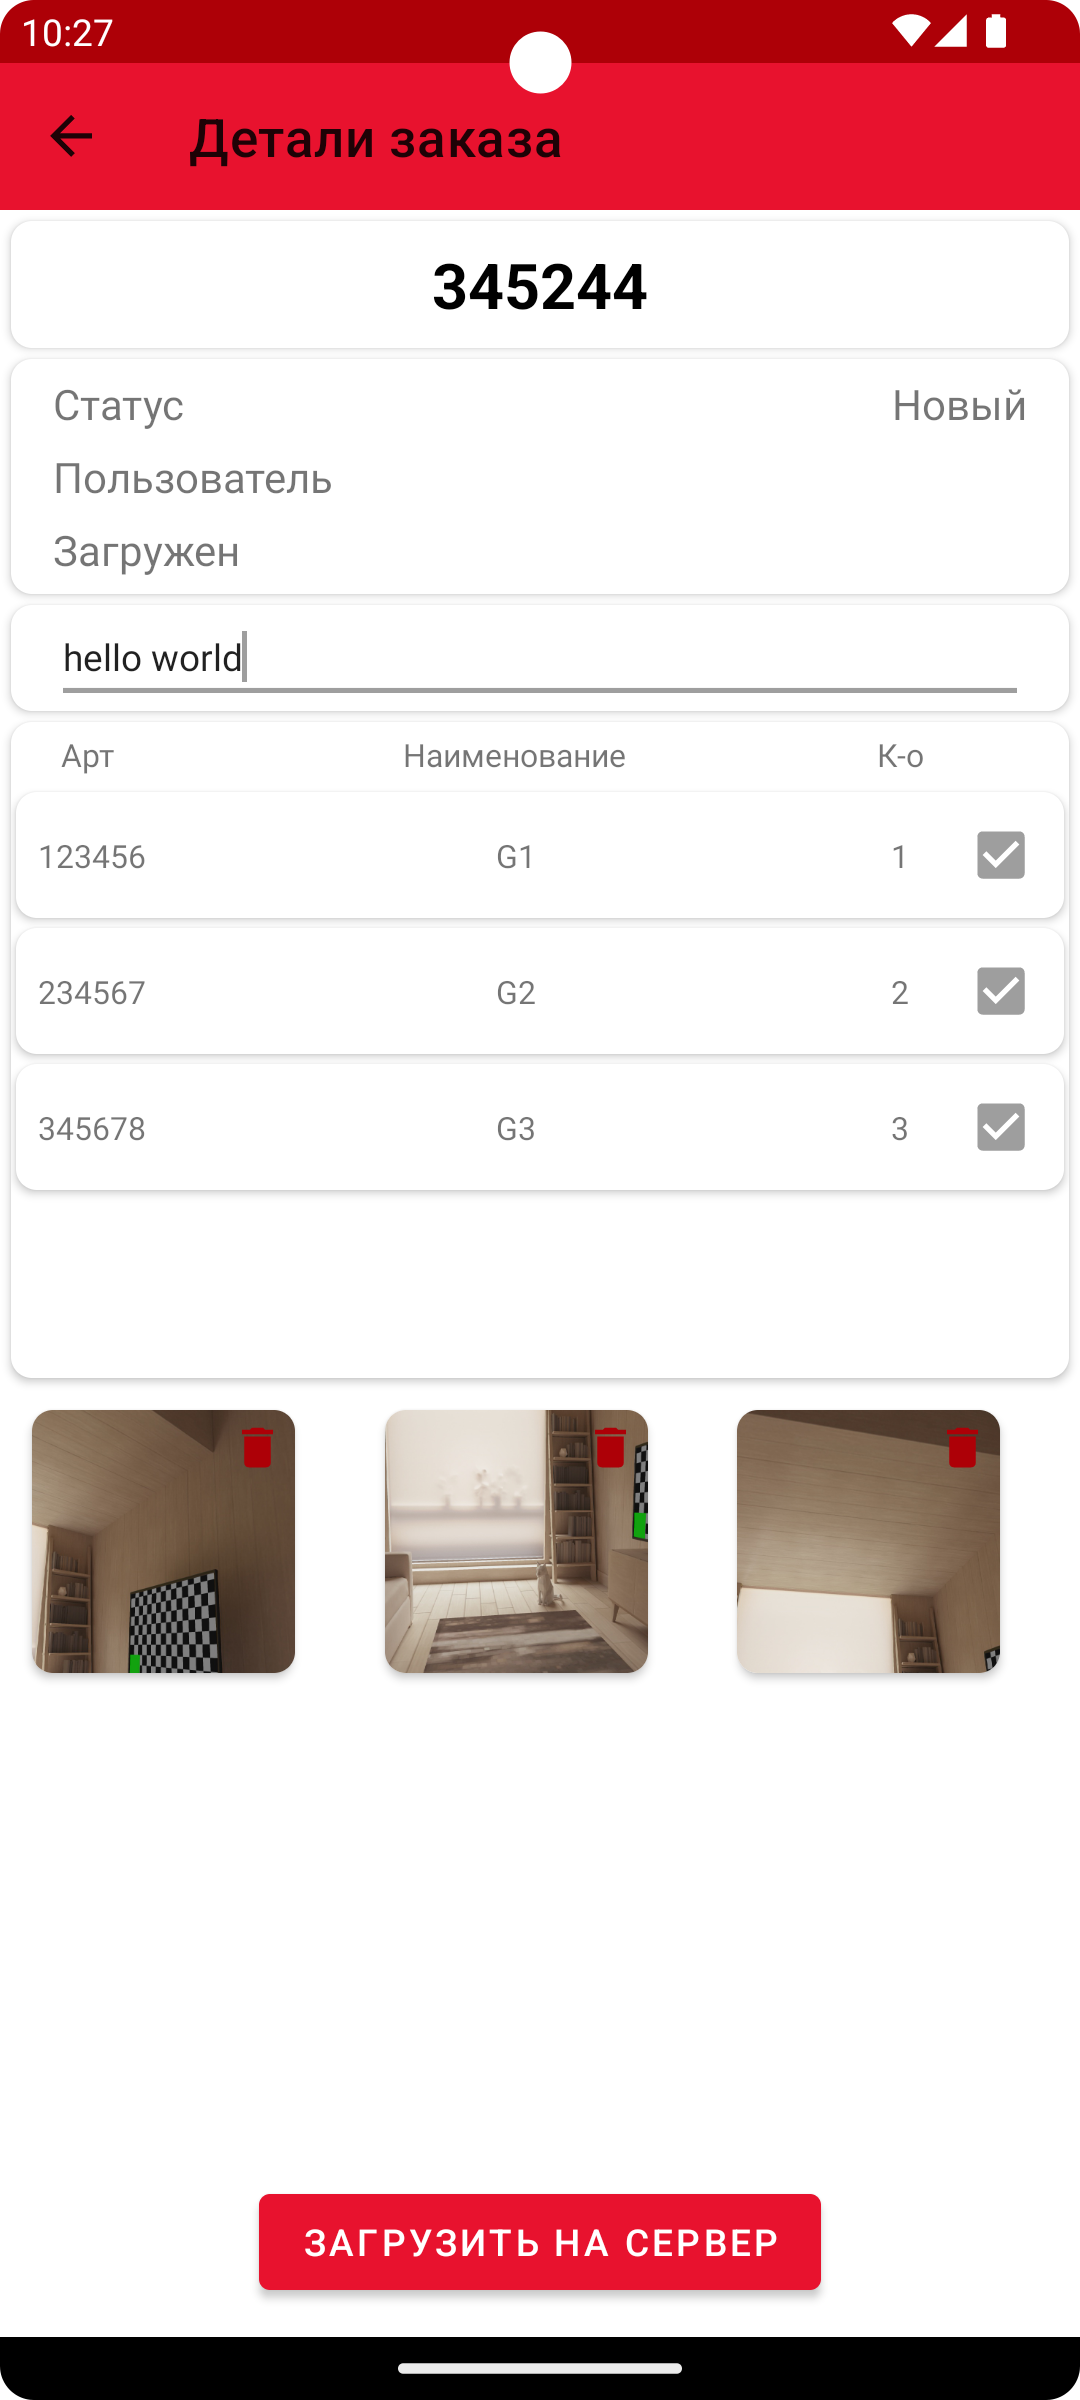 10:27
Детали заказа
345244
Статус Новый
Пользователь
Загружен
hello world
Арт Наименование К-о
123456 G1 1
234567 G2 2
345678 G3 3
ЗАГРУЗИТЬ НА СЕРВЕР